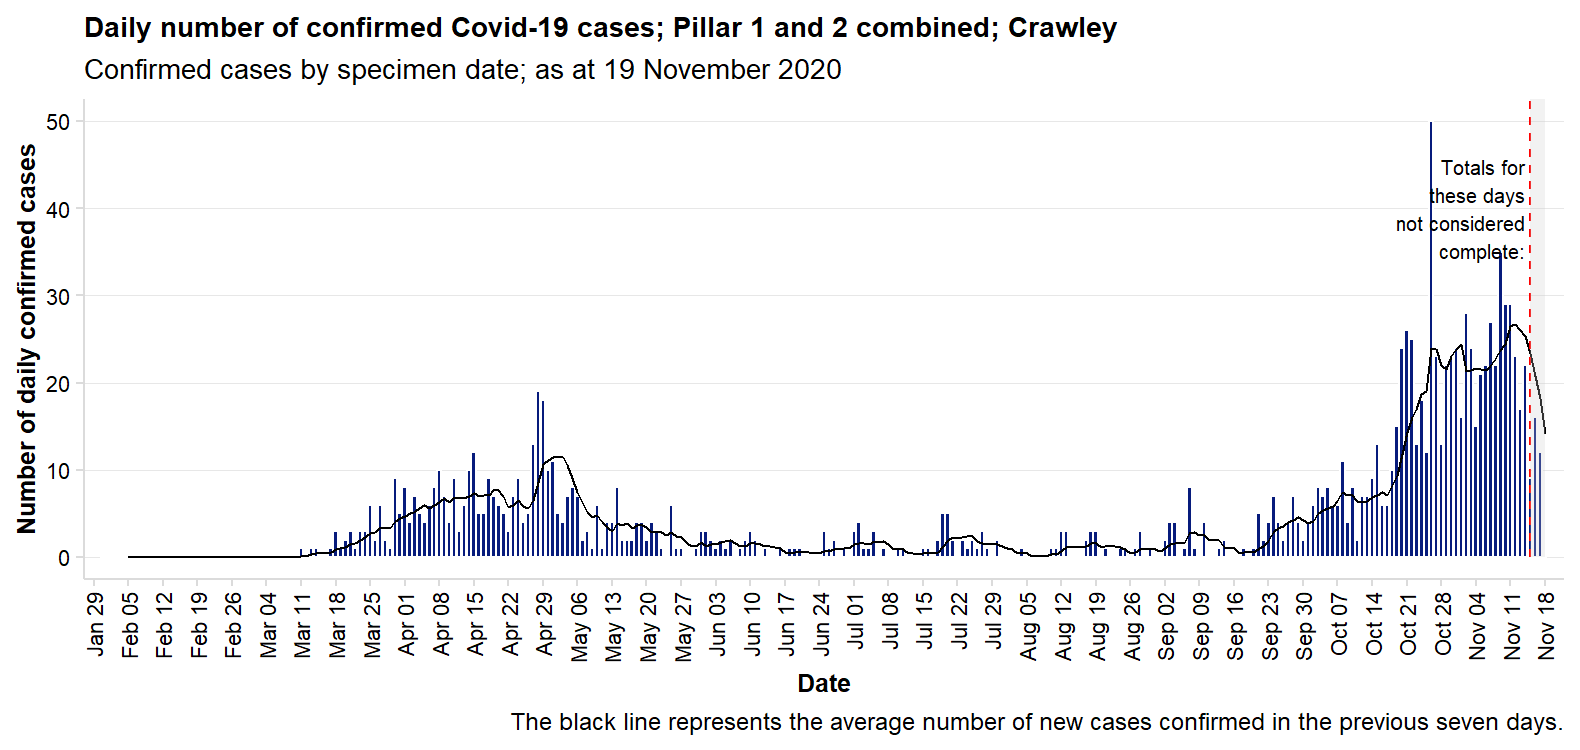 Daily number of confirmed Covid-19 cases; Pillar 1 and 2 combined; Crawley
Confirmed cases by specimen date; as at 19 November 2020
Number of daily confirmed cases
50
40
30
20
10
0
Totals for
these days
not considered
complete:
Jan 29
Feb 05
Feb 12
Feb 19
Feb 26
Mar 04
Mar 11
Mar 18
Mar 25
Apr 01
Apr 08
Apr 15
Apr 22
Apr 29
May 06
May 13
May 20
May 27
Jun 03
Jun 10
Jun 17
Jun 24
Jul 01
Jul 08
Jul 15
Jul 22
Jul 29
Aug 05
Aug 12
Aug 19
Aug 26
Sep 02
Sep 09
Sep 16
Sep 23
Sep 30
Oct 07
Oct 14
Oct 21
Oct 28
Nov 04
Nov 11
Nov 18
Date
The black line represents the average number of new cases confirmed in the previous seven days.